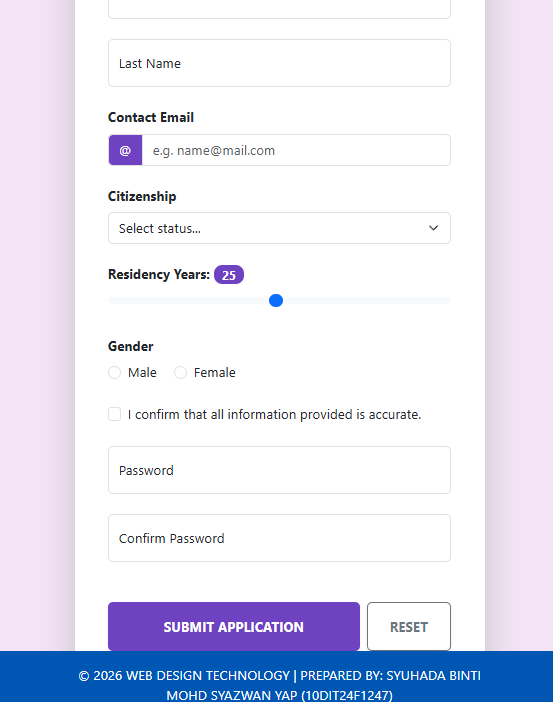 Last Name
Contact Email
@ e.g. name@mail.com
Citizenship
Select status...
Residency Years: 25
Gender
Male Female
I confirm that all information provided is accurate.
Password
Confirm Password
SUBMIT APPLICATION RESET
© 2026 WEB DESIGN TECHNOLOGY | PREPARED BY: SYUHADA BINTI
MOHD SYAZWAN YAP (10DIT24F1247)